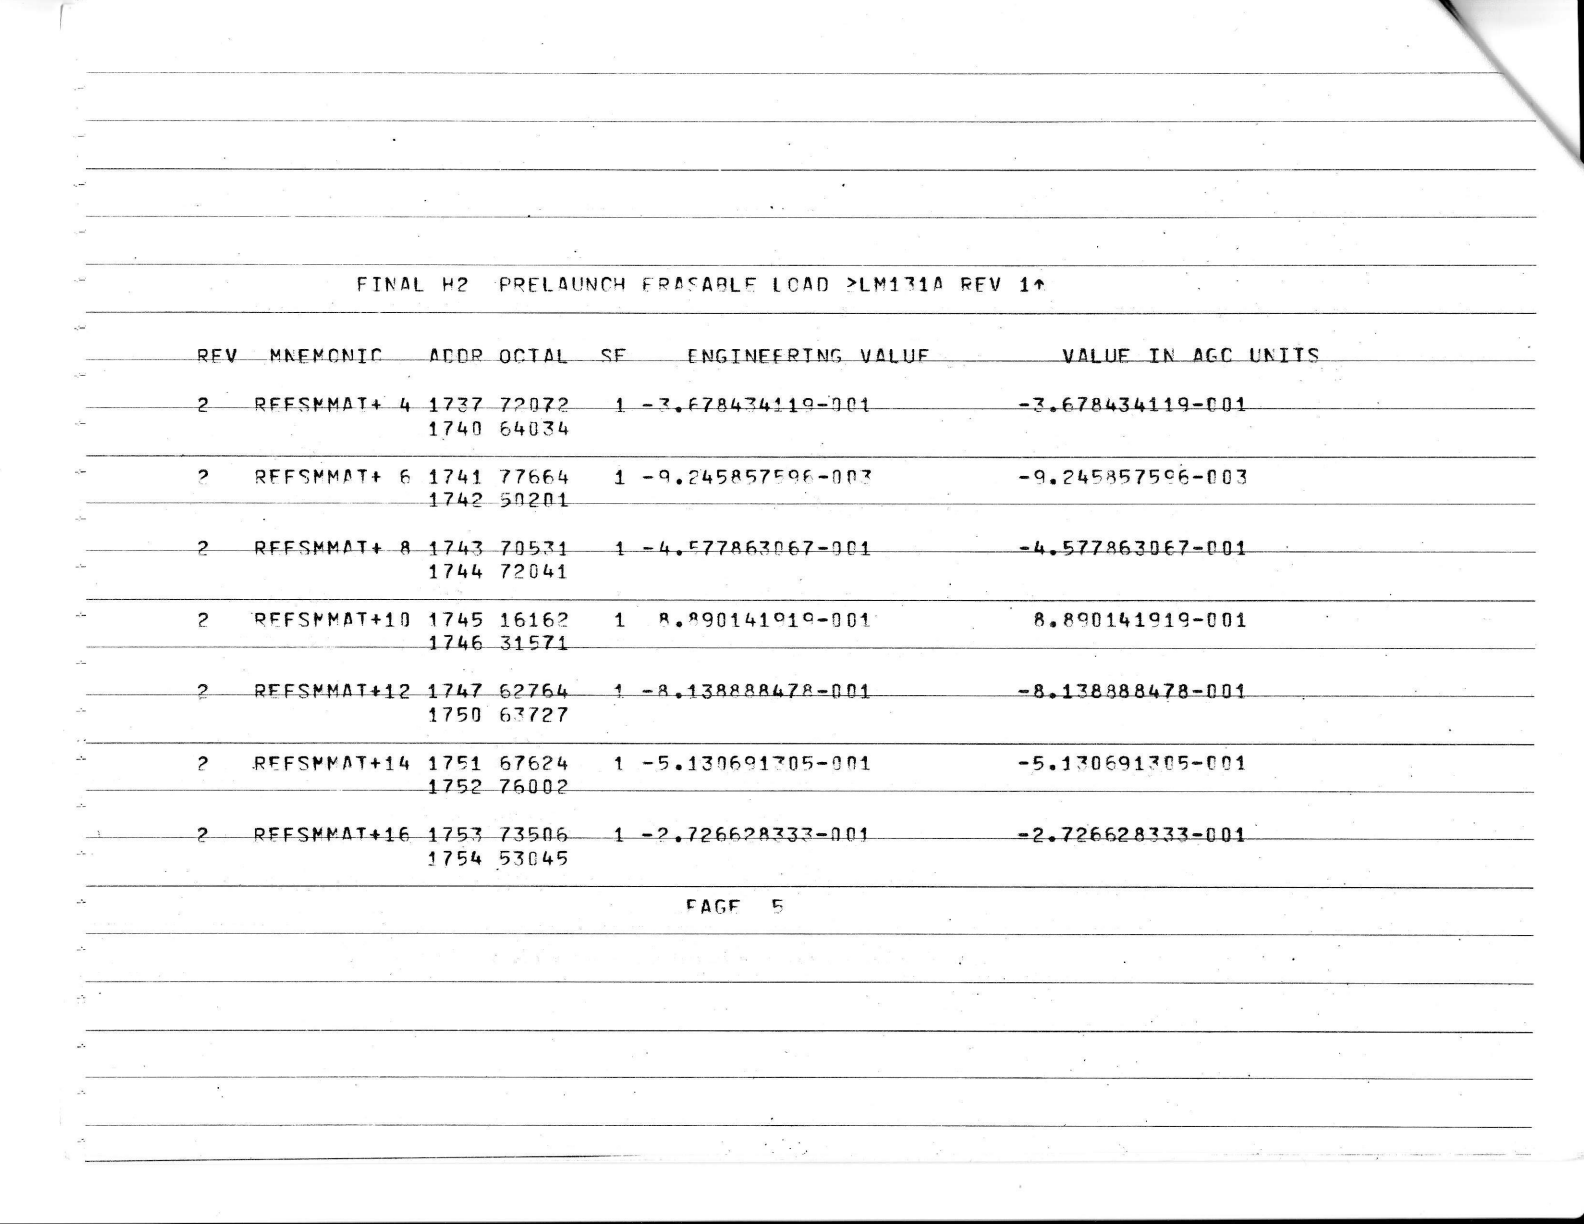 FINAL H2 PRELAUNCH ERASABLE LOAD >LM131A REV 1↑
REV MNEMONIC ADDR OCTAL SF ENGINEERING VALUE VALUE IN AGC UNITS
2 REFSMMAT+ 4 1737 72072 1 -3.678434119-001 -3.678434119-001
1740 64034
2 REFSMMAT+ 6 1741 77664 1 -9.245857596-003 -9.245857596-003
1742 50201
2 REFSMMAT+ 8 1743 70531 1 -4.577863067-001 -4.577863067-001
1744 72041
2 REFSMMAT+10 1745 16162 1 8.890141919-001 8.890141919-001
1746 31571
2 REFSMMAT+12 1747 62764 1 -8.138888478-001 -8.138888478-001
1750 63727
2 REFSMMAT+14 1751 67624 1 -5.130691305-001 -5.130691305-001
1752 76002
2 REFSMMAT+16 1753 73506 1 -2.726628333-001 -2.726628333-001
1754 53045
PAGE 5